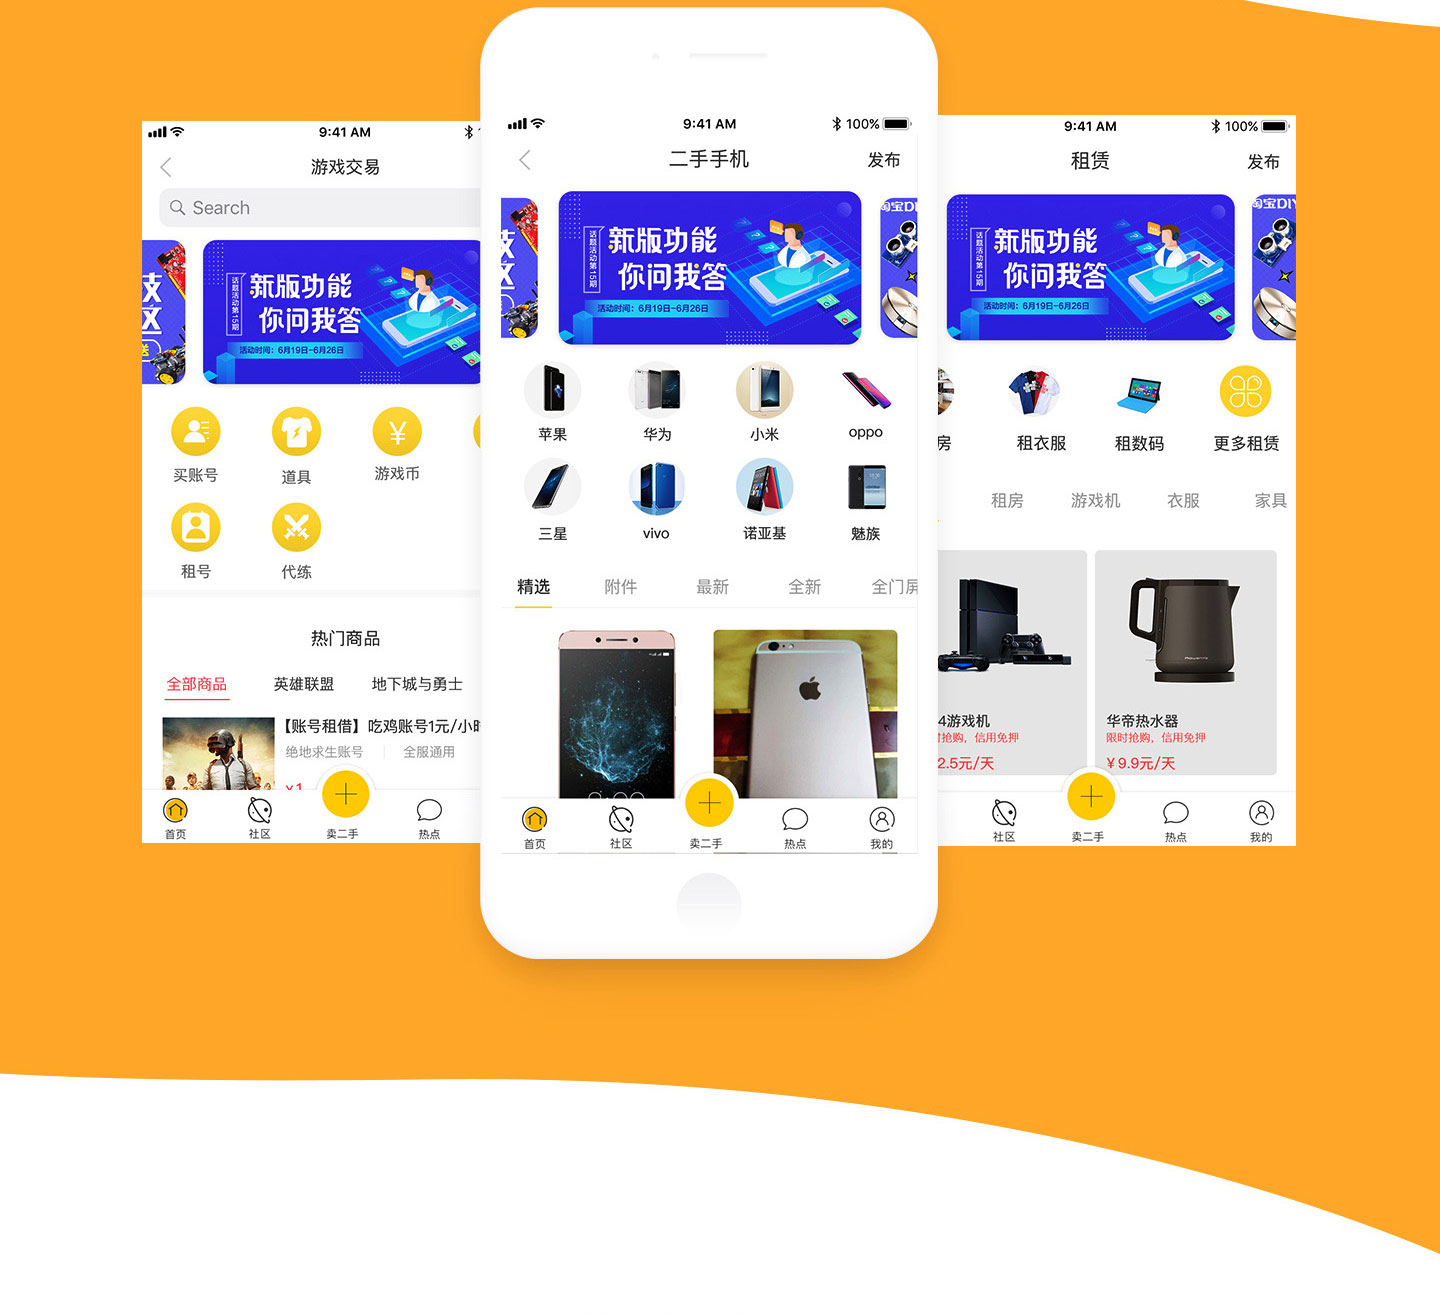 9:41 AM
游戏交易
Search
话题活动第15期
新版功能
你问我答
活动时间：6月19日-6月26日
买账号
道具
游戏币
租号
代练
热门商品
全部商品
英雄联盟
地下城与勇士
【账号租借】吃鸡账号1元/小时
绝地求生账号
全服通用
¥1
首页
社区
卖二手
热点
9:41 AM
100%
二手手机
发布
话题活动第15期
新版功能
你问我答
活动时间：6月19日-6月26日
苹果
华为
小米
oppo
三星
vivo
诺亚基
魅族
精选
附件
最新
全新
全门屏
首页
社区
卖二手
热点
我的
9:41 AM
100%
租赁
发布
话题活动第15期
新版功能
你问我答
活动时间：6月19日-6月26日
淘宝DIY
房
租衣服
租数码
更多租赁
租房
游戏机
衣服
家具
4游戏机
时抢购，信用免押
2.5元/天
华帝热水器
限时抢购，信用免押
¥9.9元/天
社区
卖二手
热点
我的